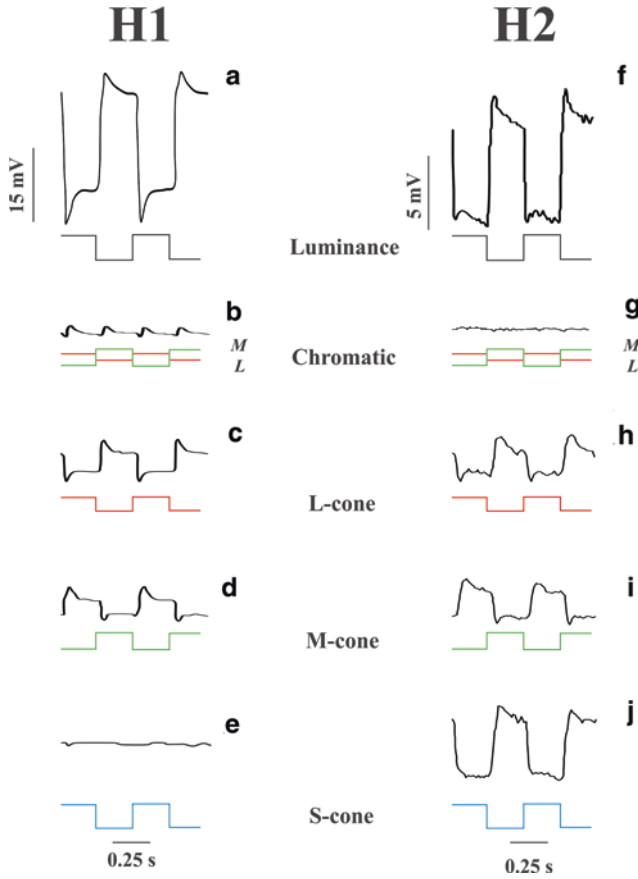 H1 H2
a f
15 mV 5 mV
Luminance
b g
M M
Chromatic
L L
c h
L-cone
d i
M-cone
e j
S-cone
0.25 s 0.25 s